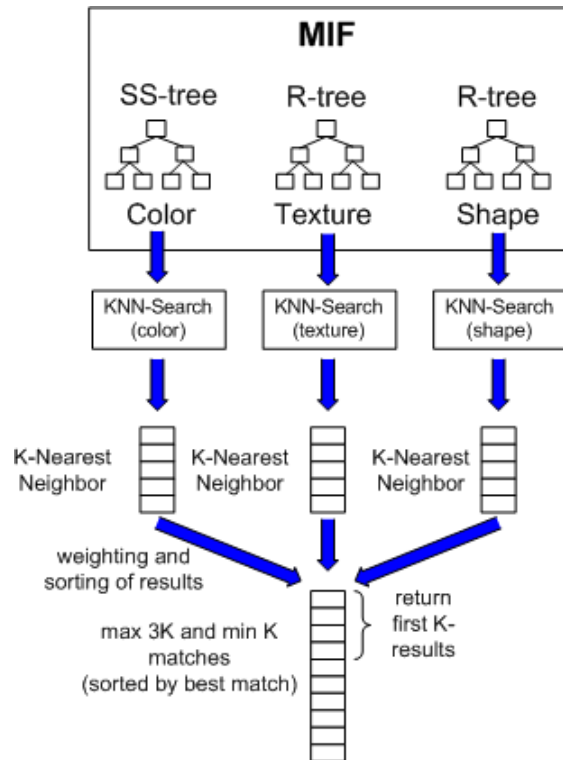 MIF
SS-tree
R-tree
R-tree
Color
Texture
Shape
KNN-Search
(color)
KNN-Search
(texture)
KNN-Search
(shape)
K-Nearest
Neighbor
K-Nearest
Neighbor
K-Nearest
Neighbor
weighting and
sorting of results
return
first K-
results
max 3K and min K
matches
(sorted by best match)